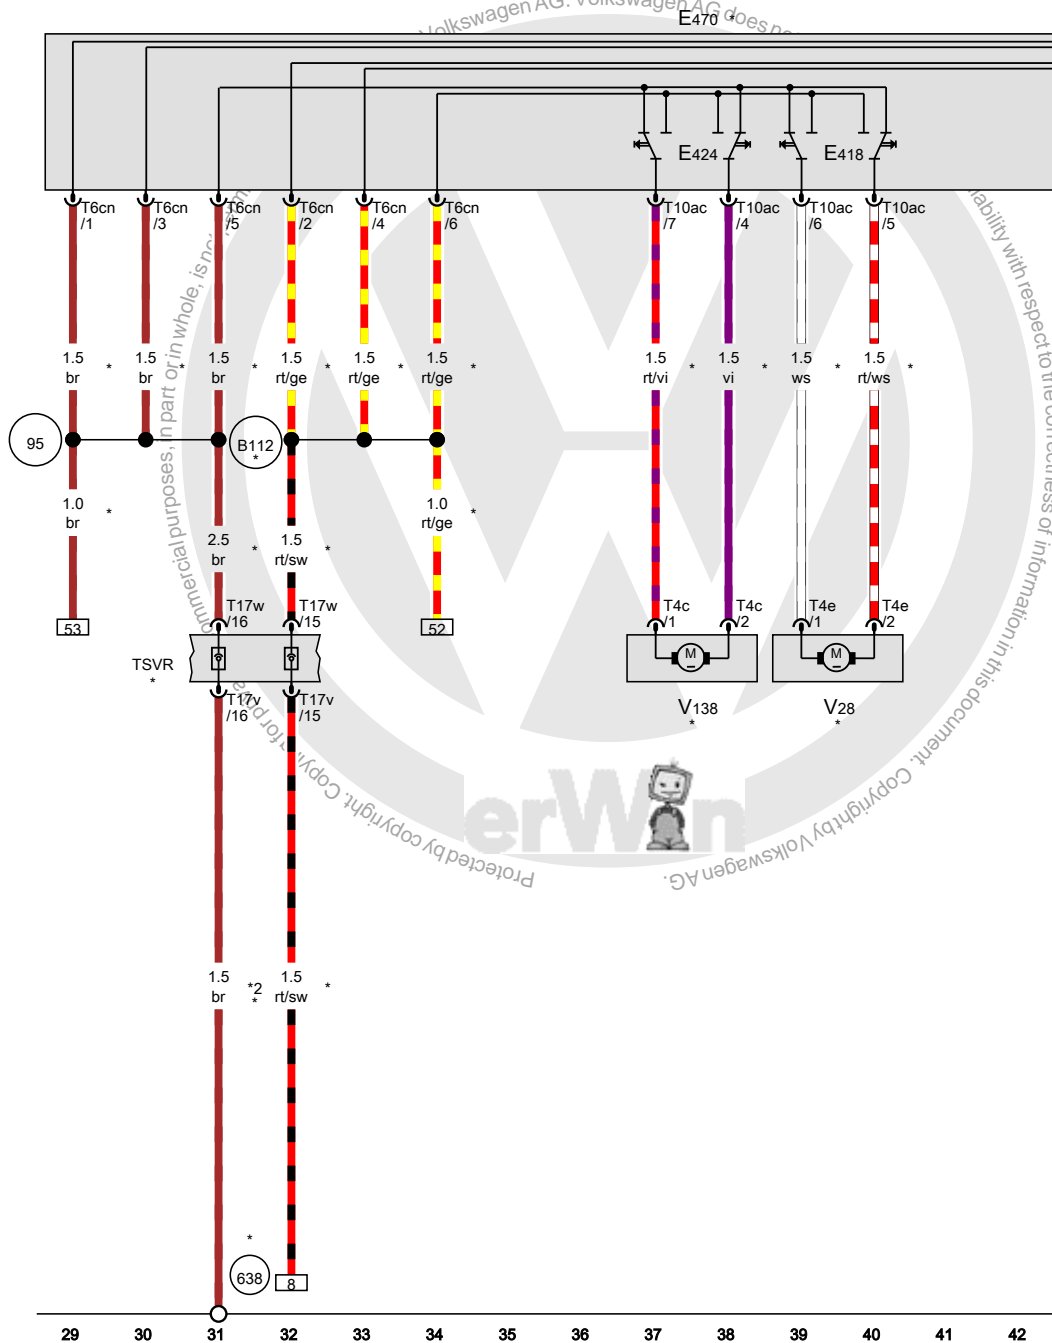 Volkswagen AG. Volkswagen AG does no
E470 *
E424
E418
T6cn
/1
T6cn
/3
T6cn
/5
T6cn
/2
T6cn
/4
T6cn
/6
T10ac
/7
T10ac
/4
T10ac
/6
T10ac
/5
1.5
br
*
1.5
br
*
1.5
br
*
1.5
rt/ge
*
1.5
rt/ge
*
1.5
rt/ge
*
1.5
rt/vi
*
1.5
vi
*
1.5
ws
*
1.5
rt/ws
*
95
B112
*
1.0
br
*
2.5
br
*
1.5
rt/sw
*
1.0
rt/ge
*
53
T17w
/16
T17w
/15
52
T4c
/1
T4c
/2
T4e
/1
T4e
/2
TSVR
*
M
M
T17v
/16
T17v
/15
V138
*
V28
*
erWin
1.5
br
*2
*
1.5
rt/sw
*
*
638
8
29 30 31 32 33 34 35 36 37 38 39 40 41 42
mmercial purposes, in part or in whole, is no
iability with respect to the correctness of information in this document. Copyright by Volkswagen AG.
Protected by copyright. Copyi
for